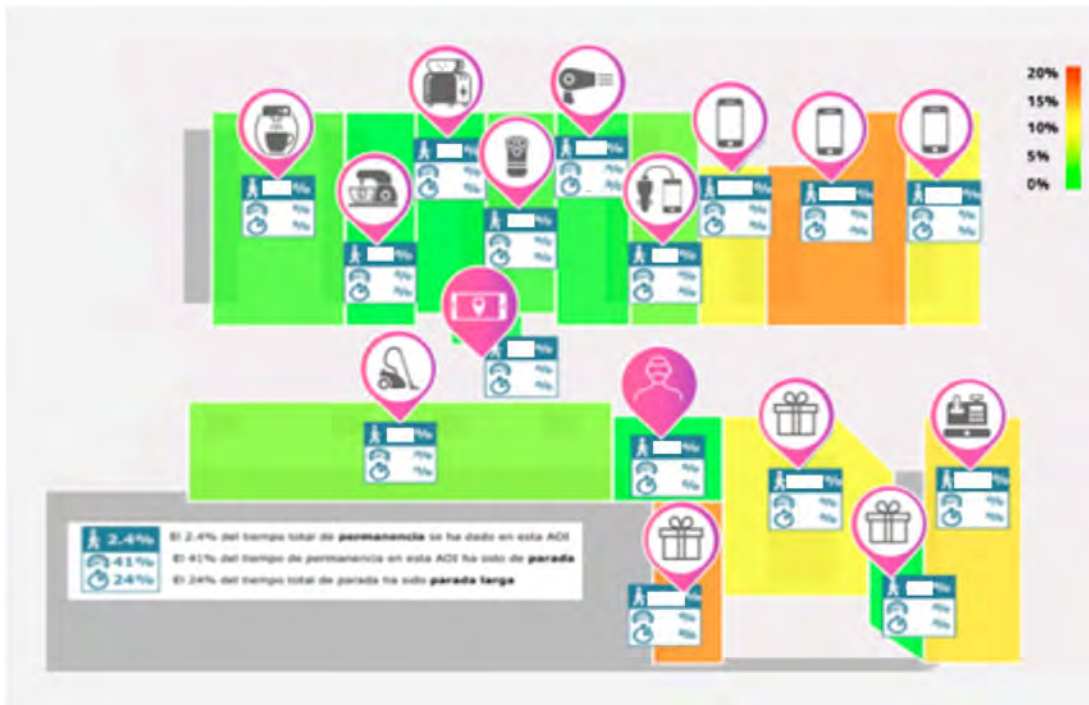 20%
15%
10%
5%
0%
2.4% El 2.4% del tiempo total de permanencia se ha dado en esta AOI
41% El 41% del tiempo de permanencia en esta AOI ha sido de parada
24% El 24% del tiempo total de parada ha sido parada larga